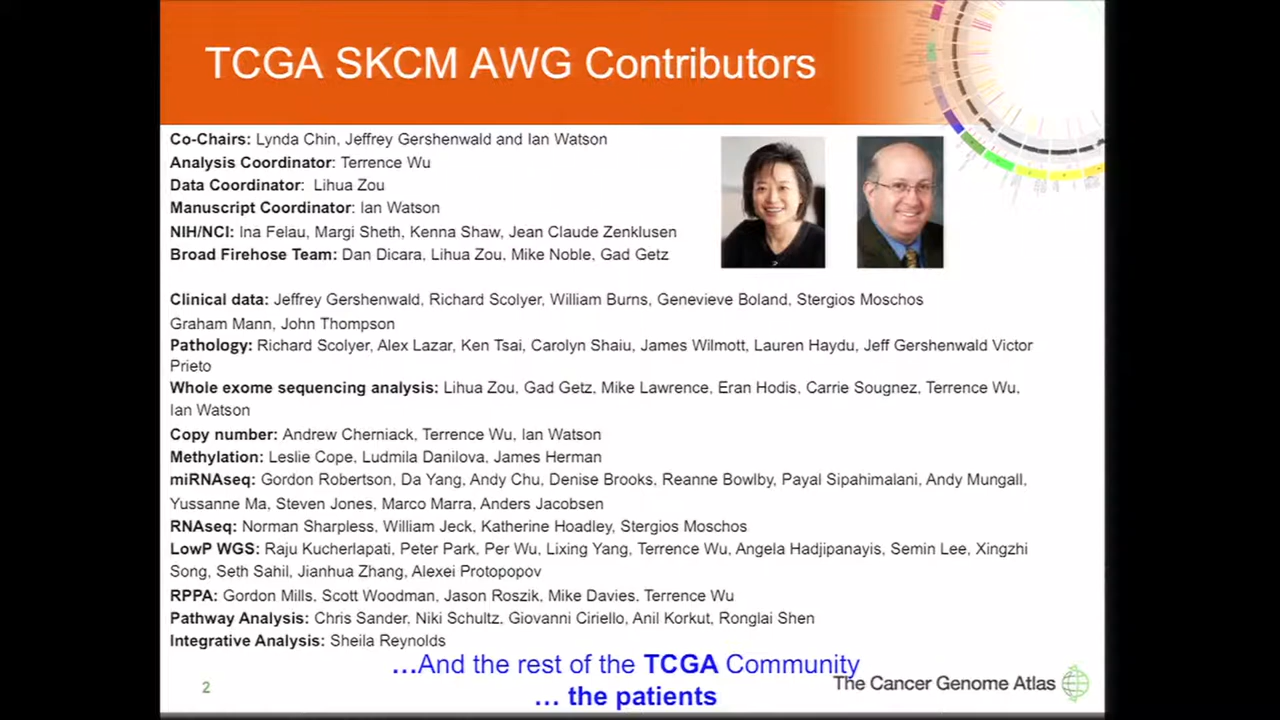 TCGA SKCM AWG Contributors
Co-Chairs: Lynda Chin, Jeffrey Gershenwald and Ian Watson
Analysis Coordinator: Terrence Wu
Data Coordinator:  Lihua Zou
Manuscript Coordinator: Ian Watson
NIH/NCI: Ina Felau, Margi Sheth, Kenna Shaw, Jean Claude Zenklusen
Broad Firehose Team: Dan Dicara, Lihua Zou, Mike Noble, Gad Getz
Clinical data: Jeffrey Gershenwald, Richard Scolyer, William Burns, Genevieve Boland, Stergios Moschos
Graham Mann, John Thompson
Pathology: Richard Scolyer, Alex Lazar, Ken Tsai, Carolyn Shaiu, James Wilmott, Lauren Haydu, Jeff Gershenwald Victor
Prieto
Whole exome sequencing analysis: Lihua Zou, Gad Getz, Mike Lawrence, Eran Hodis, Carrie Sougnez, Terrence Wu,
Ian Watson
Copy number: Andrew Cherniack, Terrence Wu, Ian Watson
Methylation: Leslie Cope, Ludmila Danilova, James Herman
miRNAseq: Gordon Robertson, Da Yang, Andy Chu, Denise Brooks, Reanne Bowlby, Payal Sipahimalani, Andy Mungall,
Yussanne Ma, Steven Jones, Marco Marra, Anders Jacobsen
RNAseq: Norman Sharpless, William Jeck, Katherine Hoadley, Stergios Moschos
LowP WGS: Raju Kucherlapati, Peter Park, Per Wu, Lixing Yang, Terrence Wu, Angela Hadjipanayis, Semin Lee, Xingzhi
Song, Seth Sahil, Jianhua Zhang, Alexei Protopopov
RPPA: Gordon Mills, Scott Woodman, Jason Roszik, Mike Davies, Terrence Wu
Pathway Analysis: Chris Sander, Niki Schultz, Giovanni Ciriello, Anil Korkut, Ronglai Shen
Integrative Analysis: Sheila Reynolds
…And the rest of the TCGA Community
… the patients
2
The Cancer Genome Atlas